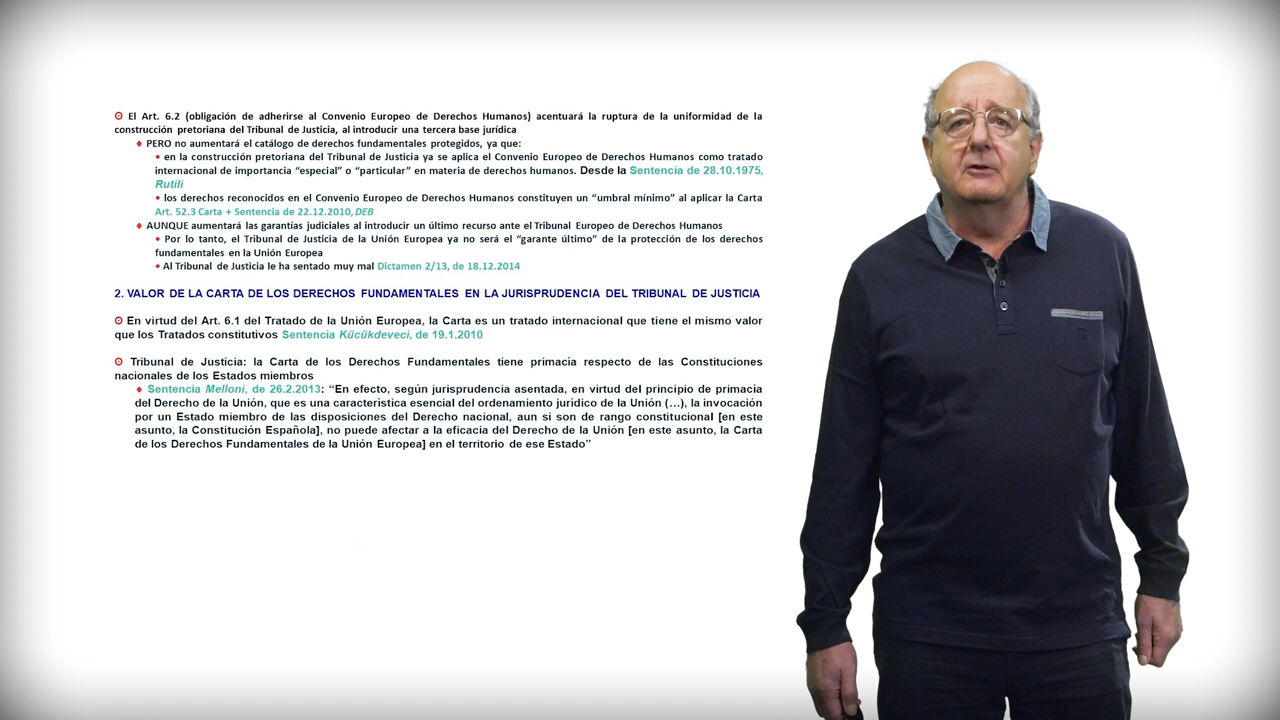 ⊙ El Art. 6.2 (obligación de adherirse al Convenio Europeo de Derechos Humanos) acentuará la ruptura de la uniformidad de la
construcción pretoriana del Tribunal de Justicia, al introducir una tercera base jurídica
♦ PERO no aumentará el catálogo de derechos fundamentales protegidos, ya que:
• en la construcción pretoriana del Tribunal de Justicia ya se aplica el Convenio Europeo de Derechos Humanos como tratado
internacional de importancia “especial” o “particular” en materia de derechos humanos. Desde la Sentencia de 28.10.1975,
Rutili
• los derechos reconocidos en el Convenio Europeo de Derechos Humanos constituyen un “umbral mínimo” al aplicar la Carta
Art. 52.3 Carta + Sentencia de 22.12.2010, DEB
♦ AUNQUE aumentará las garantías judiciales al introducir un último recurso ante el Tribunal Europeo de Derechos Humanos
• Por lo tanto, el Tribunal de Justicia de la Unión Europea ya no será el “garante último” de la protección de los derechos
fundamentales en la Unión Europea
• Al Tribunal de Justicia le ha sentado muy mal Dictamen 2/13, de 18.12.2014
2. VALOR DE LA CARTA DE LOS DERECHOS FUNDAMENTALES EN LA JURISPRUDENCIA DEL TRIBUNAL DE JUSTICIA
⊙ En virtud del Art. 6.1 del Tratado de la Unión Europea, la Carta es un tratado internacional que tiene el mismo valor
que los Tratados constitutivos Sentencia Kücükdeveci, de 19.1.2010
⊙ Tribunal de Justicia: la Carta de los Derechos Fundamentales tiene primacia respecto de las Constituciones
nacionales de los Estados miembros
♦ Sentencia Melloni, de 26.2.2013: “En efecto, según jurisprudencia asentada, en virtud del principio de primacia
del Derecho de la Unión, que es una caracteristica esencial del ordenamiento juridico de la Unión (…), la invocación
por un Estado miembro de las disposiciones del Derecho nacional, aun si son de rango constitucional [en este
asunto, la Constitución Española], no puede afectar a la eficacia del Derecho de la Unión [en este asunto, la Carta
de los Derechos Fundamentales de la Unión Europea] en el territorio de ese Estado”